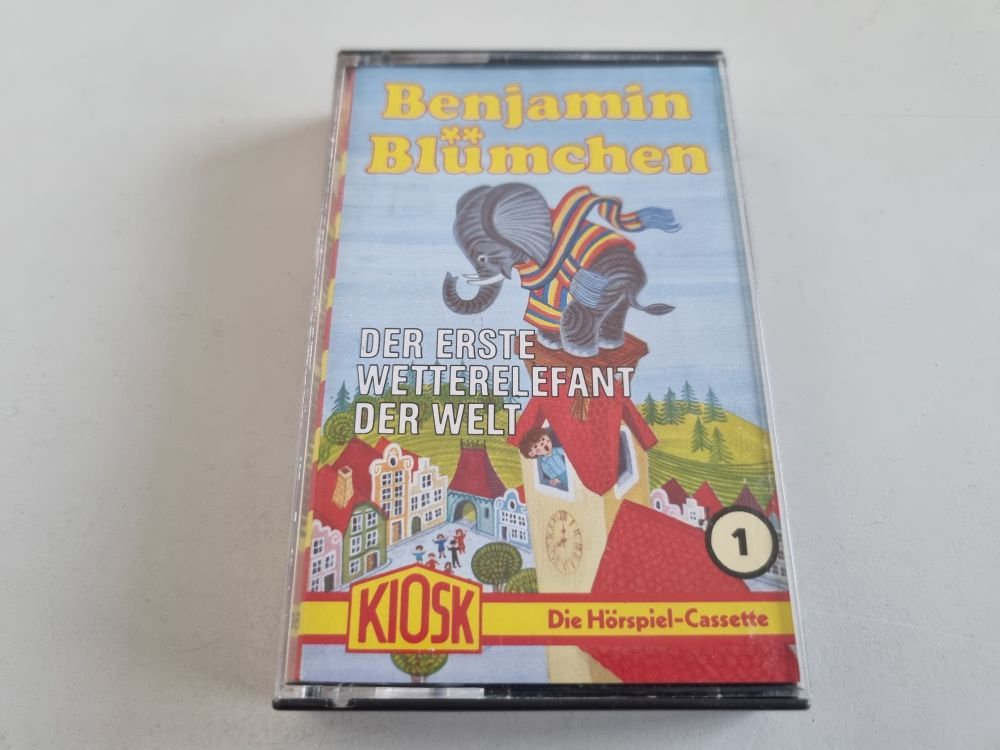 Benjamin
Blümchen
DER ERSTE
WETTERELEFANT
DER WELT
1
KIOSK
Die Hörspiel-Cassette